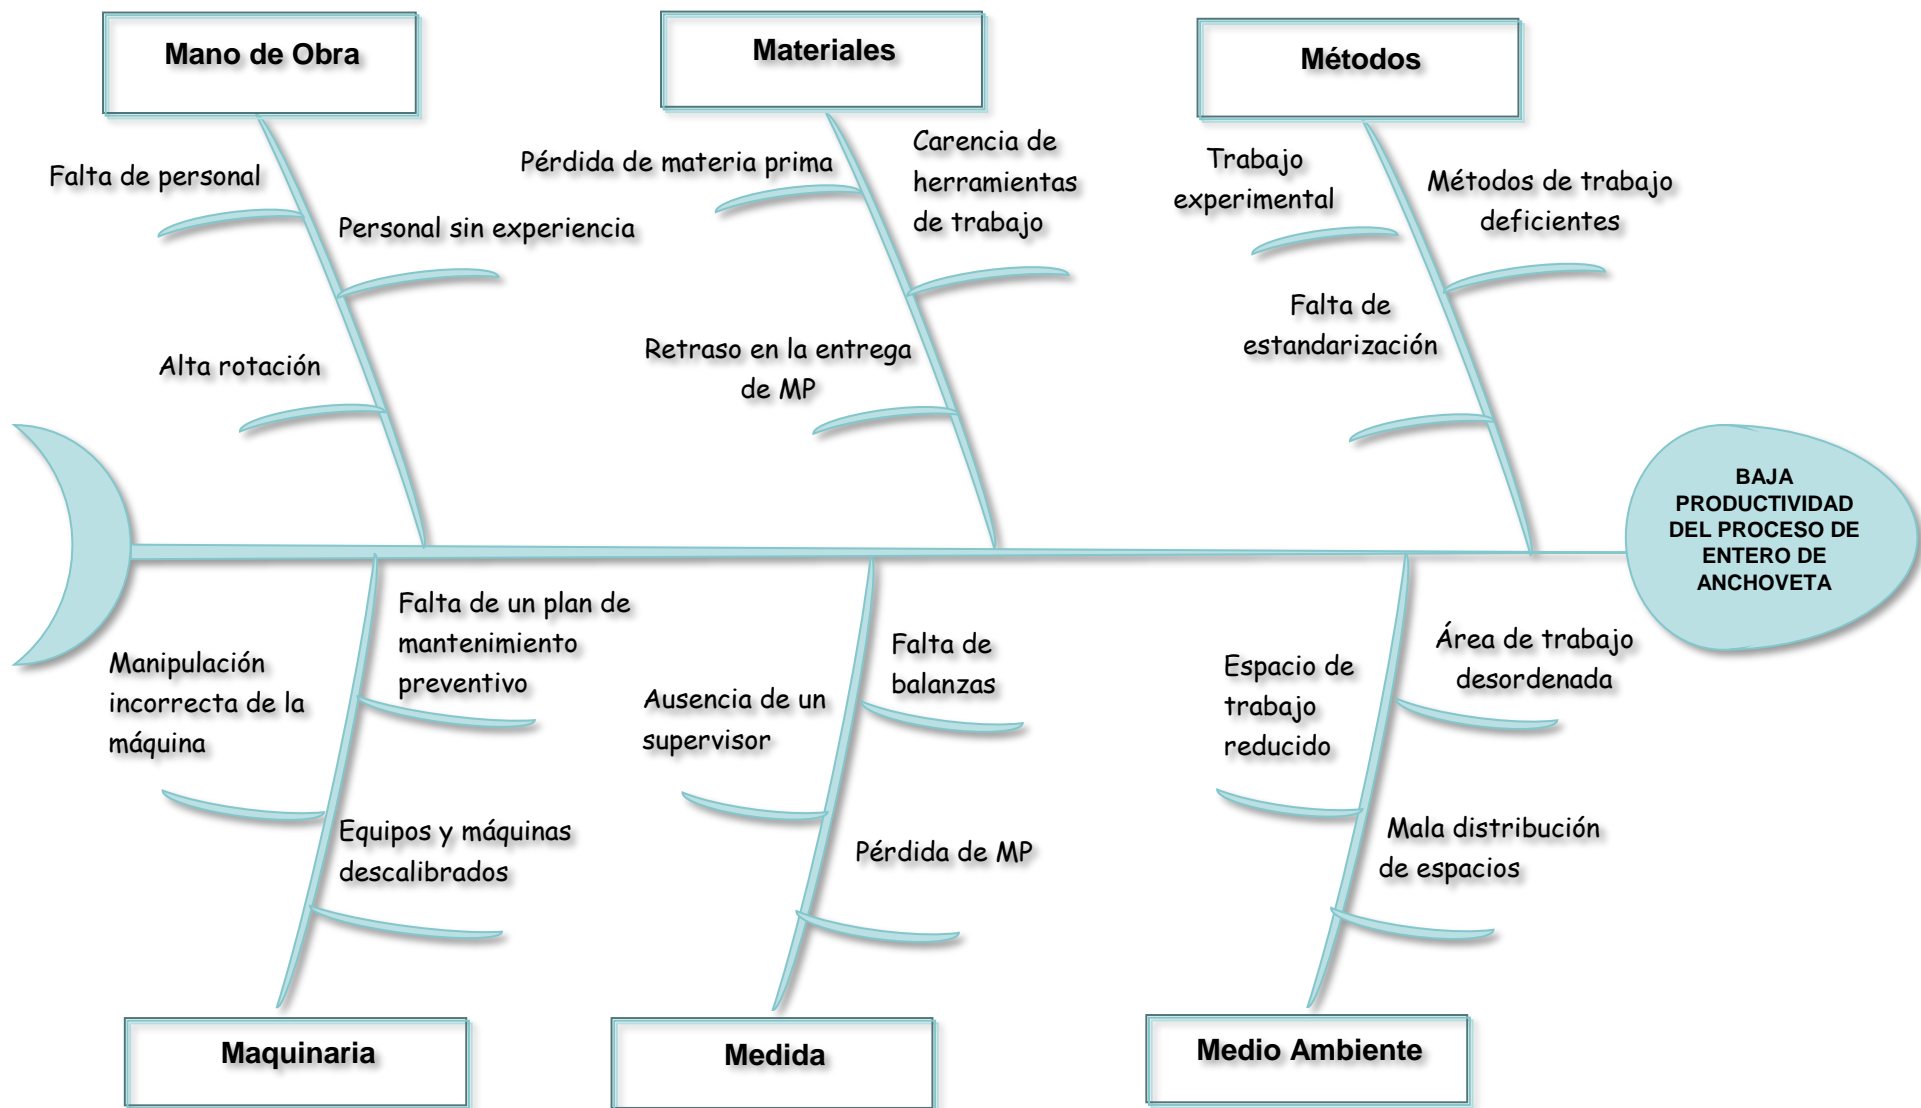 Mano de Obra
Materiales
Métodos
Falta de personal
Personal sin experiencia
Alta rotación
Pérdida de materia prima
Carencia de
herramientas
de trabajo
Retraso en la entrega
de MP
Trabajo
experimental
Métodos de trabajo
deficientes
Falta de
estandarización
BAJA
PRODUCTIVIDAD
DEL PROCESO DE
ENTERO DE
ANCHOVETA
Manipulación
incorrecta de la
máquina
Falta de un plan de
mantenimiento
preventivo
Equipos y máquinas
descalibrados
Ausencia de un
supervisor
Falta de
balanzas
Pérdida de MP
Espacio de
trabajo
reducido
Área de trabajo
desordenada
Mala distribución
de espacios
Maquinaria
Medida
Medio Ambiente